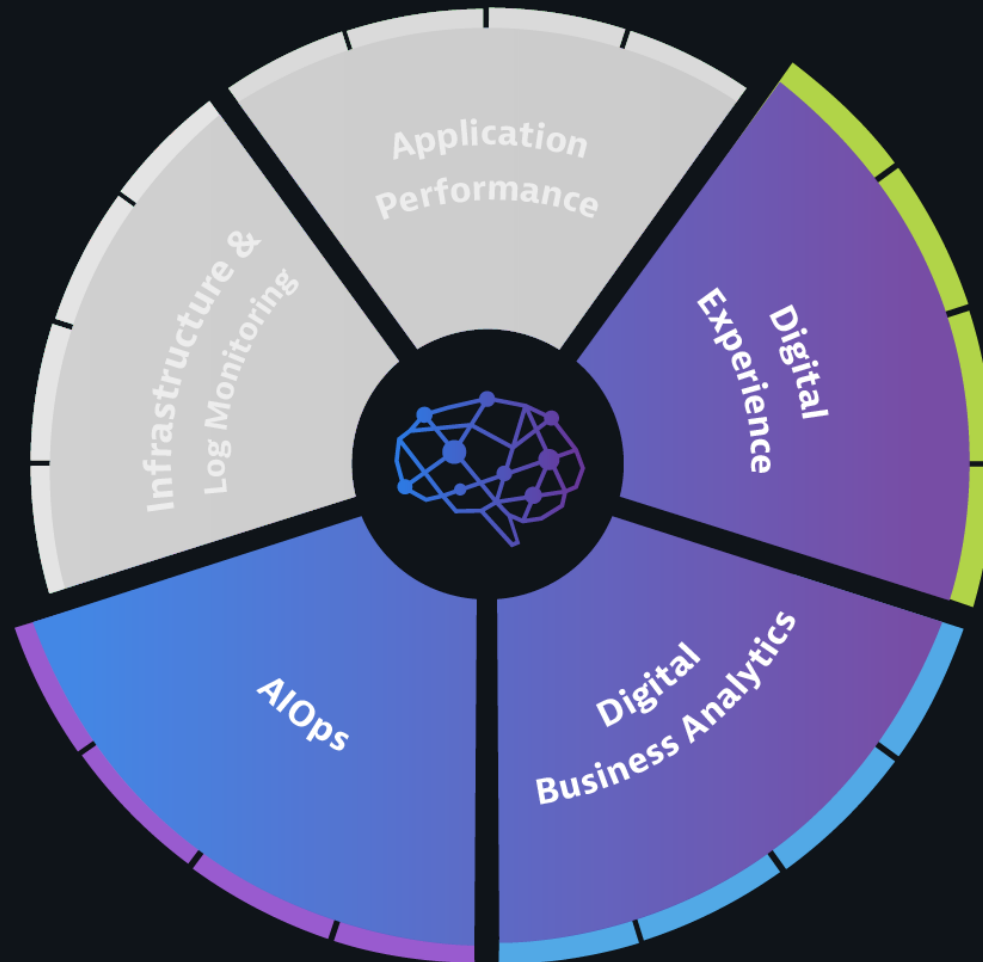 Application
Performance
Digital
Experience
Digital
Business Analytics
AIOps
Infrastructure &
Log Monitoring